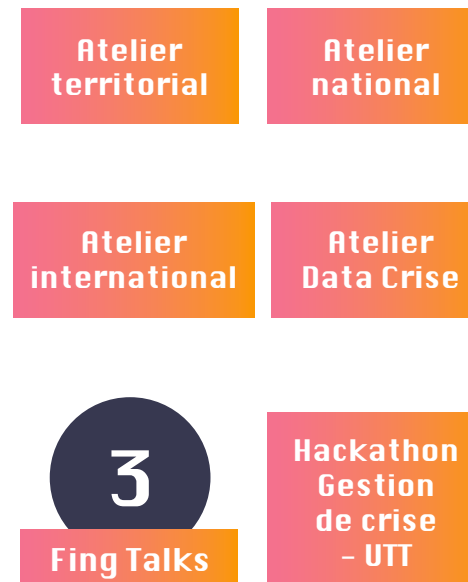 Atelier
territorial
Atelier
national
Atelier
international
Atelier
Data Crise
3
Fing Talks
Hackathon
Gestion
de crise
– UTT